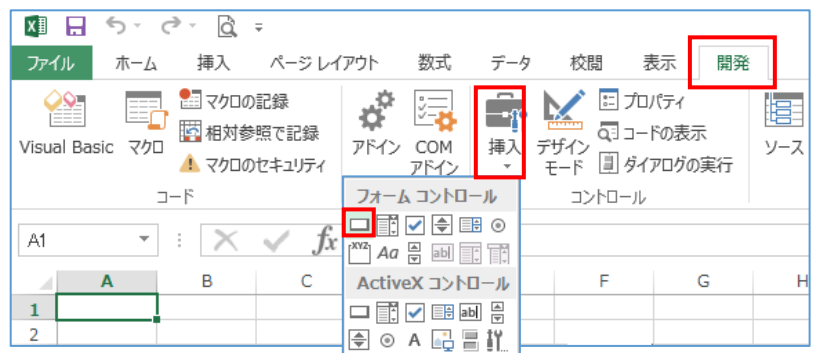 ファイル ホーム 挿入 ページ レイアウト 数式 データ 校閲 表示 開発
Visual Basic
マクロ
マクロの記録
相対参照で記録
マクロのセキュリティ
コード
アドイン
COM
アドイン
挿入
デザイン
モード
プロパティ
コードの表示
ダイアログの実行
コントロール
ソース
フォーム コントロール
XYZ Aa ab|
ActiveX コントロール
ab|
A
A1
fx
A B C F G H
1
2